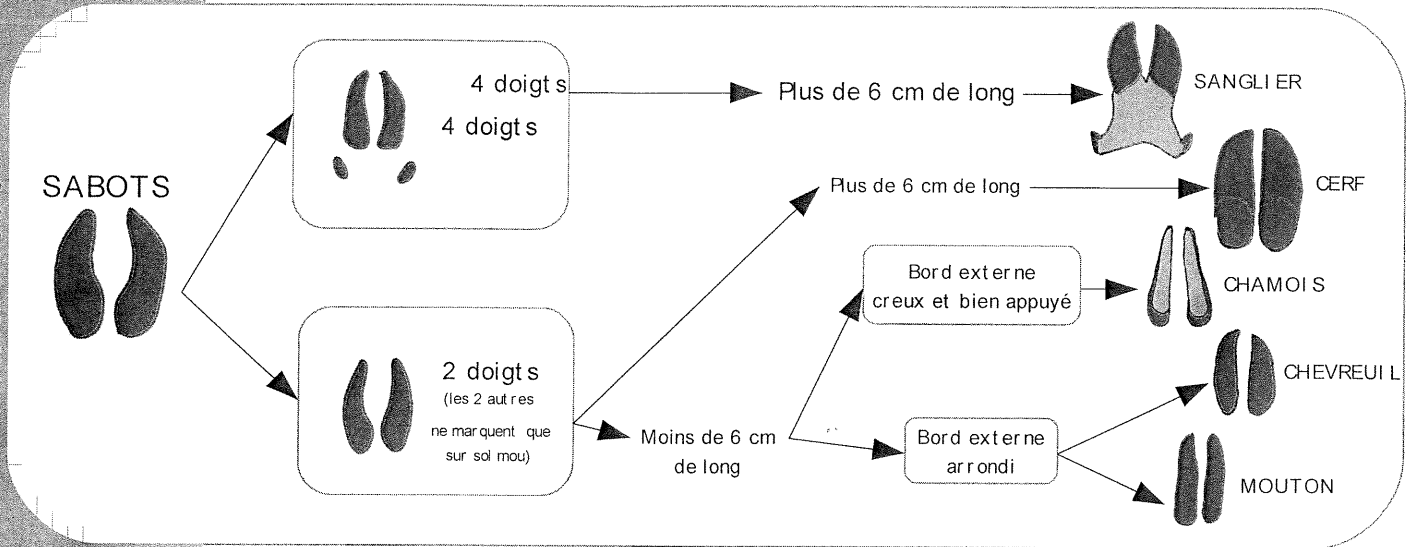 SABOTS
4 doigts
4 doigts
2 doigts
(les 2 autres
ne marquent que
sur sol mou)
Plus de 6 cm de long
SANGLIER
Plus de 6 cm de long
CERF
Moins de 6 cm
de long
Bord externe
creux et bien appuyé
CHAMOIS
Bord externe
arrondi
CHEVREUIL
MOUTON